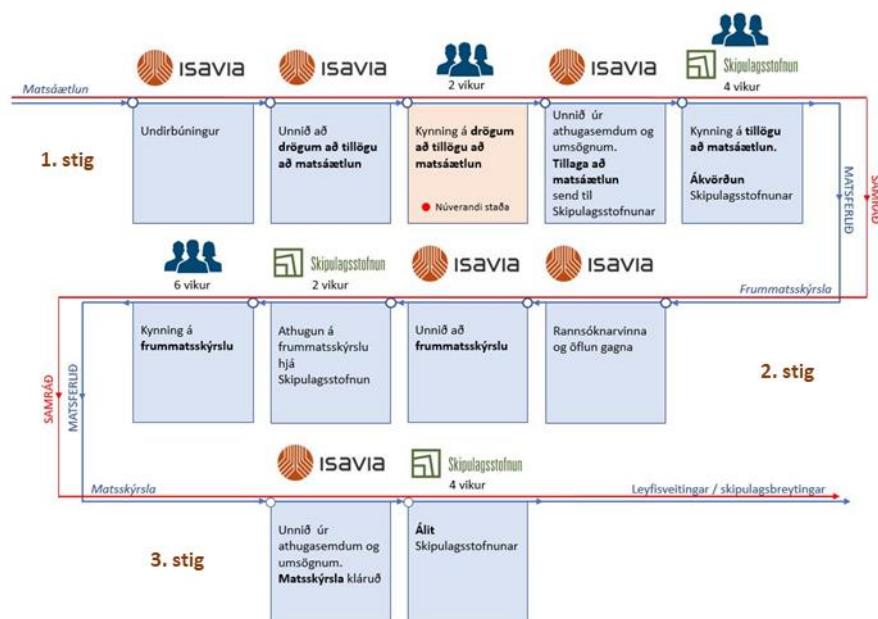 ISAVIA
ISAVIA
2 vikur
ISAVIA
Skipulagsstofnun
4 vikur
Matsáætlun
1. stig
Undirbúningur
Unnið að
drögum að tillögu
að matsáætlun
Kynning á drögum
að tillögu að
matsáætlun
Núverandi staða
Unnið úr
athugasemdum og
umsögnum.
Tillaga að
matsáætlun
send til
Skipulagsstofnunar
Kynning á tillögu
að matsáætlun.
Ákvörðun
Skipulagsstofnunar
MATSFERLIÐ
SAMRÁÐ
6 vikur
Skipulagsstofnun
2 vikur
ISAVIA
ISAVIA
Frummatsskýrsla
Kynning á
frummatsskýrslu
Athugun á
frummatsskýrslu
hjá
Skipulagsstofnun
Unnið að
frummatsskýrslu
Rannsóknarvinna
og öflun gagna
2. stig
SAMRÁÐ
MATSFERLIÐ
ISAVIA
Skipulagsstofnun
4 vikur
Matsskýrsla
Leyfisveitingar / skipulagsbreytingar
3. stig
Unnið úr
athugasemdum og
umsögnum.
Matsskýrsla kláruð
Álit
Skipulagsstofnunar